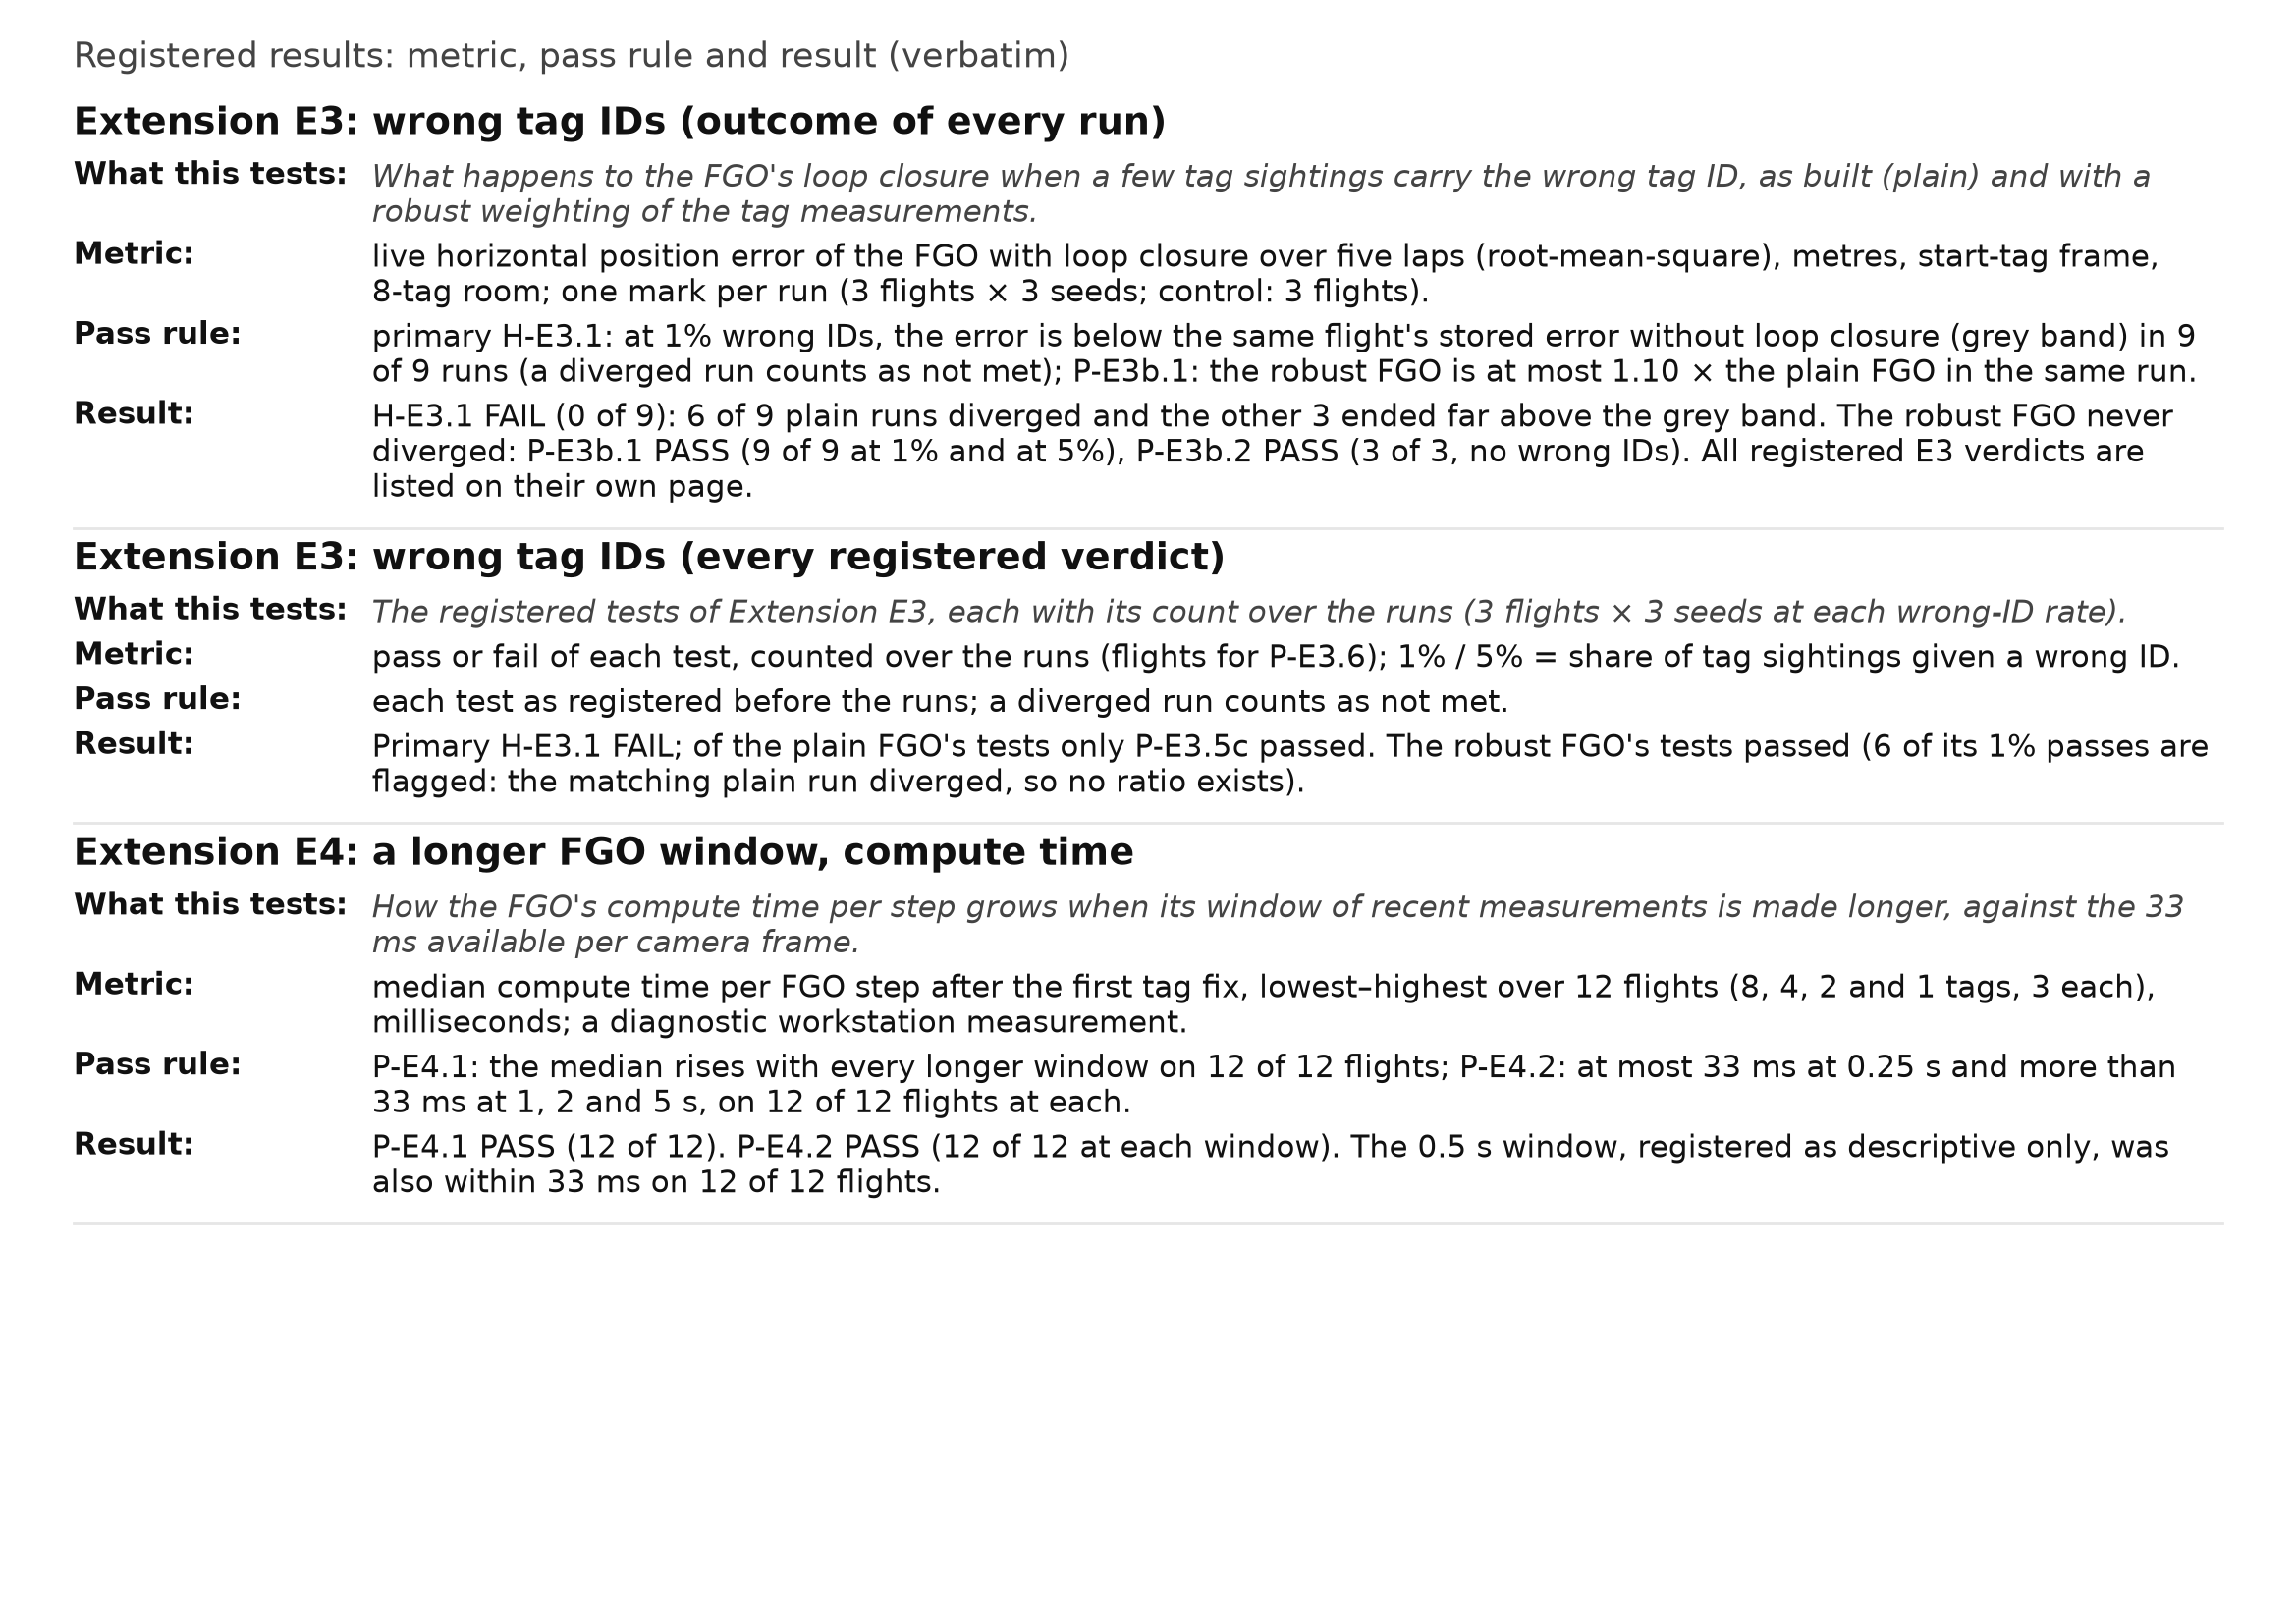 Registered results: metric, pass rule and result (verbatim)
Extension E3: wrong tag IDs (outcome of every run)
What this tests: What happens to the FGO's loop closure when a few tag sightings carry the wrong tag ID, as built (plain) and with a
robust weighting of the tag measurements.
Metric: live horizontal position error of the FGO with loop closure over five laps (root-mean-square), metres, start-tag frame,
8-tag room; one mark per run (3 flights × 3 seeds; control: 3 flights).
Pass rule: primary H-E3.1: at 1% wrong IDs, the error is below the same flight's stored error without loop closure (grey band) in 9
of 9 runs (a diverged run counts as not met); P-E3b.1: the robust FGO is at most 1.10 × the plain FGO in the same run.
Result: H-E3.1 FAIL (0 of 9): 6 of 9 plain runs diverged and the other 3 ended far above the grey band. The robust FGO never
diverged: P-E3b.1 PASS (9 of 9 at 1% and at 5%), P-E3b.2 PASS (3 of 3, no wrong IDs). All registered E3 verdicts are
listed on their own page.
Extension E3: wrong tag IDs (every registered verdict)
What this tests: The registered tests of Extension E3, each with its count over the runs (3 flights × 3 seeds at each wrong-ID rate).
Metric: pass or fail of each test, counted over the runs (flights for P-E3.6); 1% / 5% = share of tag sightings given a wrong ID.
Pass rule: each test as registered before the runs; a diverged run counts as not met.
Result: Primary H-E3.1 FAIL; of the plain FGO's tests only P-E3.5c passed. The robust FGO's tests passed (6 of its 1% passes are
flagged: the matching plain run diverged, so no ratio exists).
Extension E4: a longer FGO window, compute time
What this tests: How the FGO's compute time per step grows when its window of recent measurements is made longer, against the 33
ms available per camera frame.
Metric: median compute time per FGO step after the first tag fix, lowest–highest over 12 flights (8, 4, 2 and 1 tags, 3 each),
milliseconds; a diagnostic workstation measurement.
Pass rule: P-E4.1: the median rises with every longer window on 12 of 12 flights; P-E4.2: at most 33 ms at 0.25 s and more than
33 ms at 1, 2 and 5 s, on 12 of 12 flights at each.
Result: P-E4.1 PASS (12 of 12). P-E4.2 PASS (12 of 12 at each window). The 0.5 s window, registered as descriptive only, was
also within 33 ms on 12 of 12 flights.